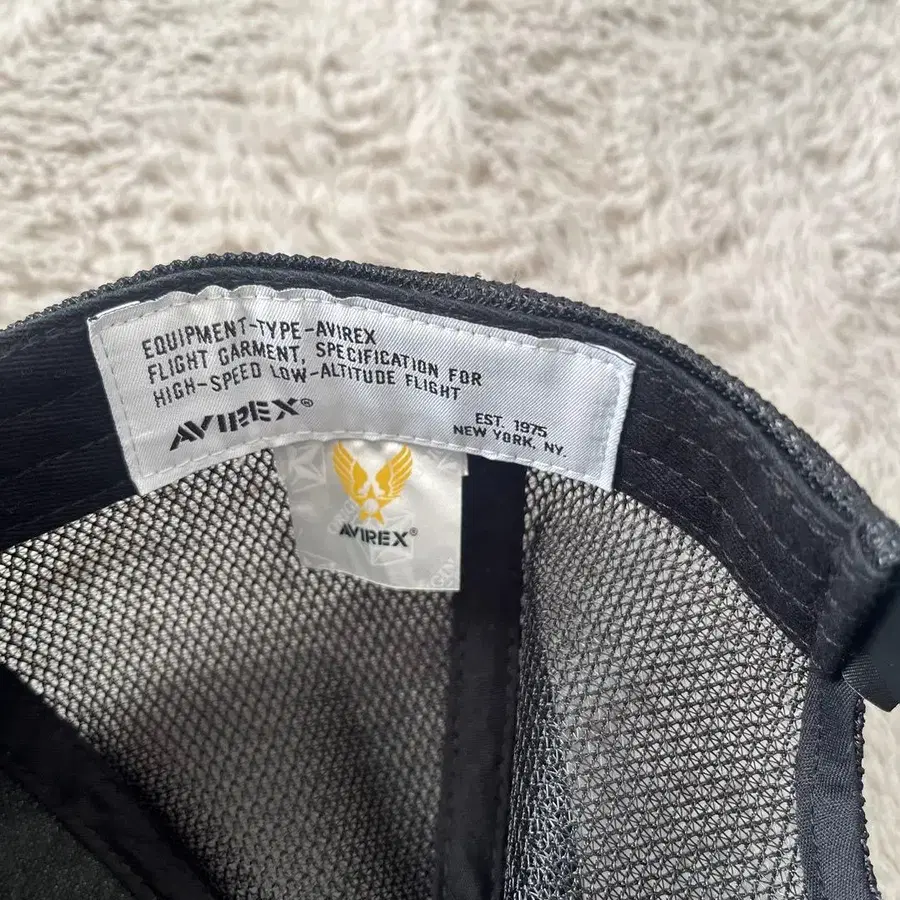 EQUIPMENT-TYPE-AVIREX
FLIGHT GARMENT, SPECIFICATION FOR
HIGH-SPEED LOW-ALTITUDE FLIGHT
AVIREX®
EST. 1975
NEW YORK, NY.
AVIREX®